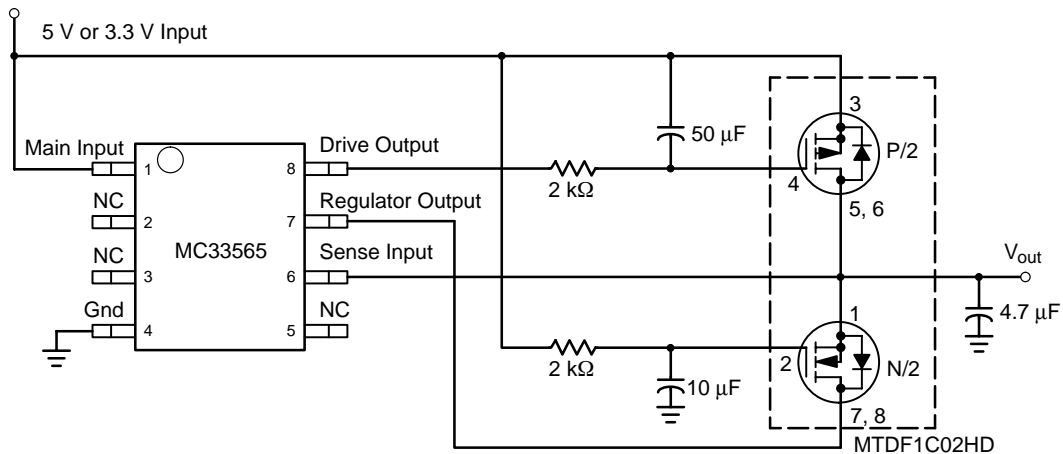 5 V or 3.3 V Input
Main Input
1
NC
2
NC
3
Gnd
4
MC33565
Drive Output
8
Regulator Output
7
Sense Input
6
NC
5
2 kΩ
50 μF
3
4
P/2
5, 6
Vout
4.7 μF
1
2 kΩ
2
N/2
10 μF
7, 8
MTDF1C02HD